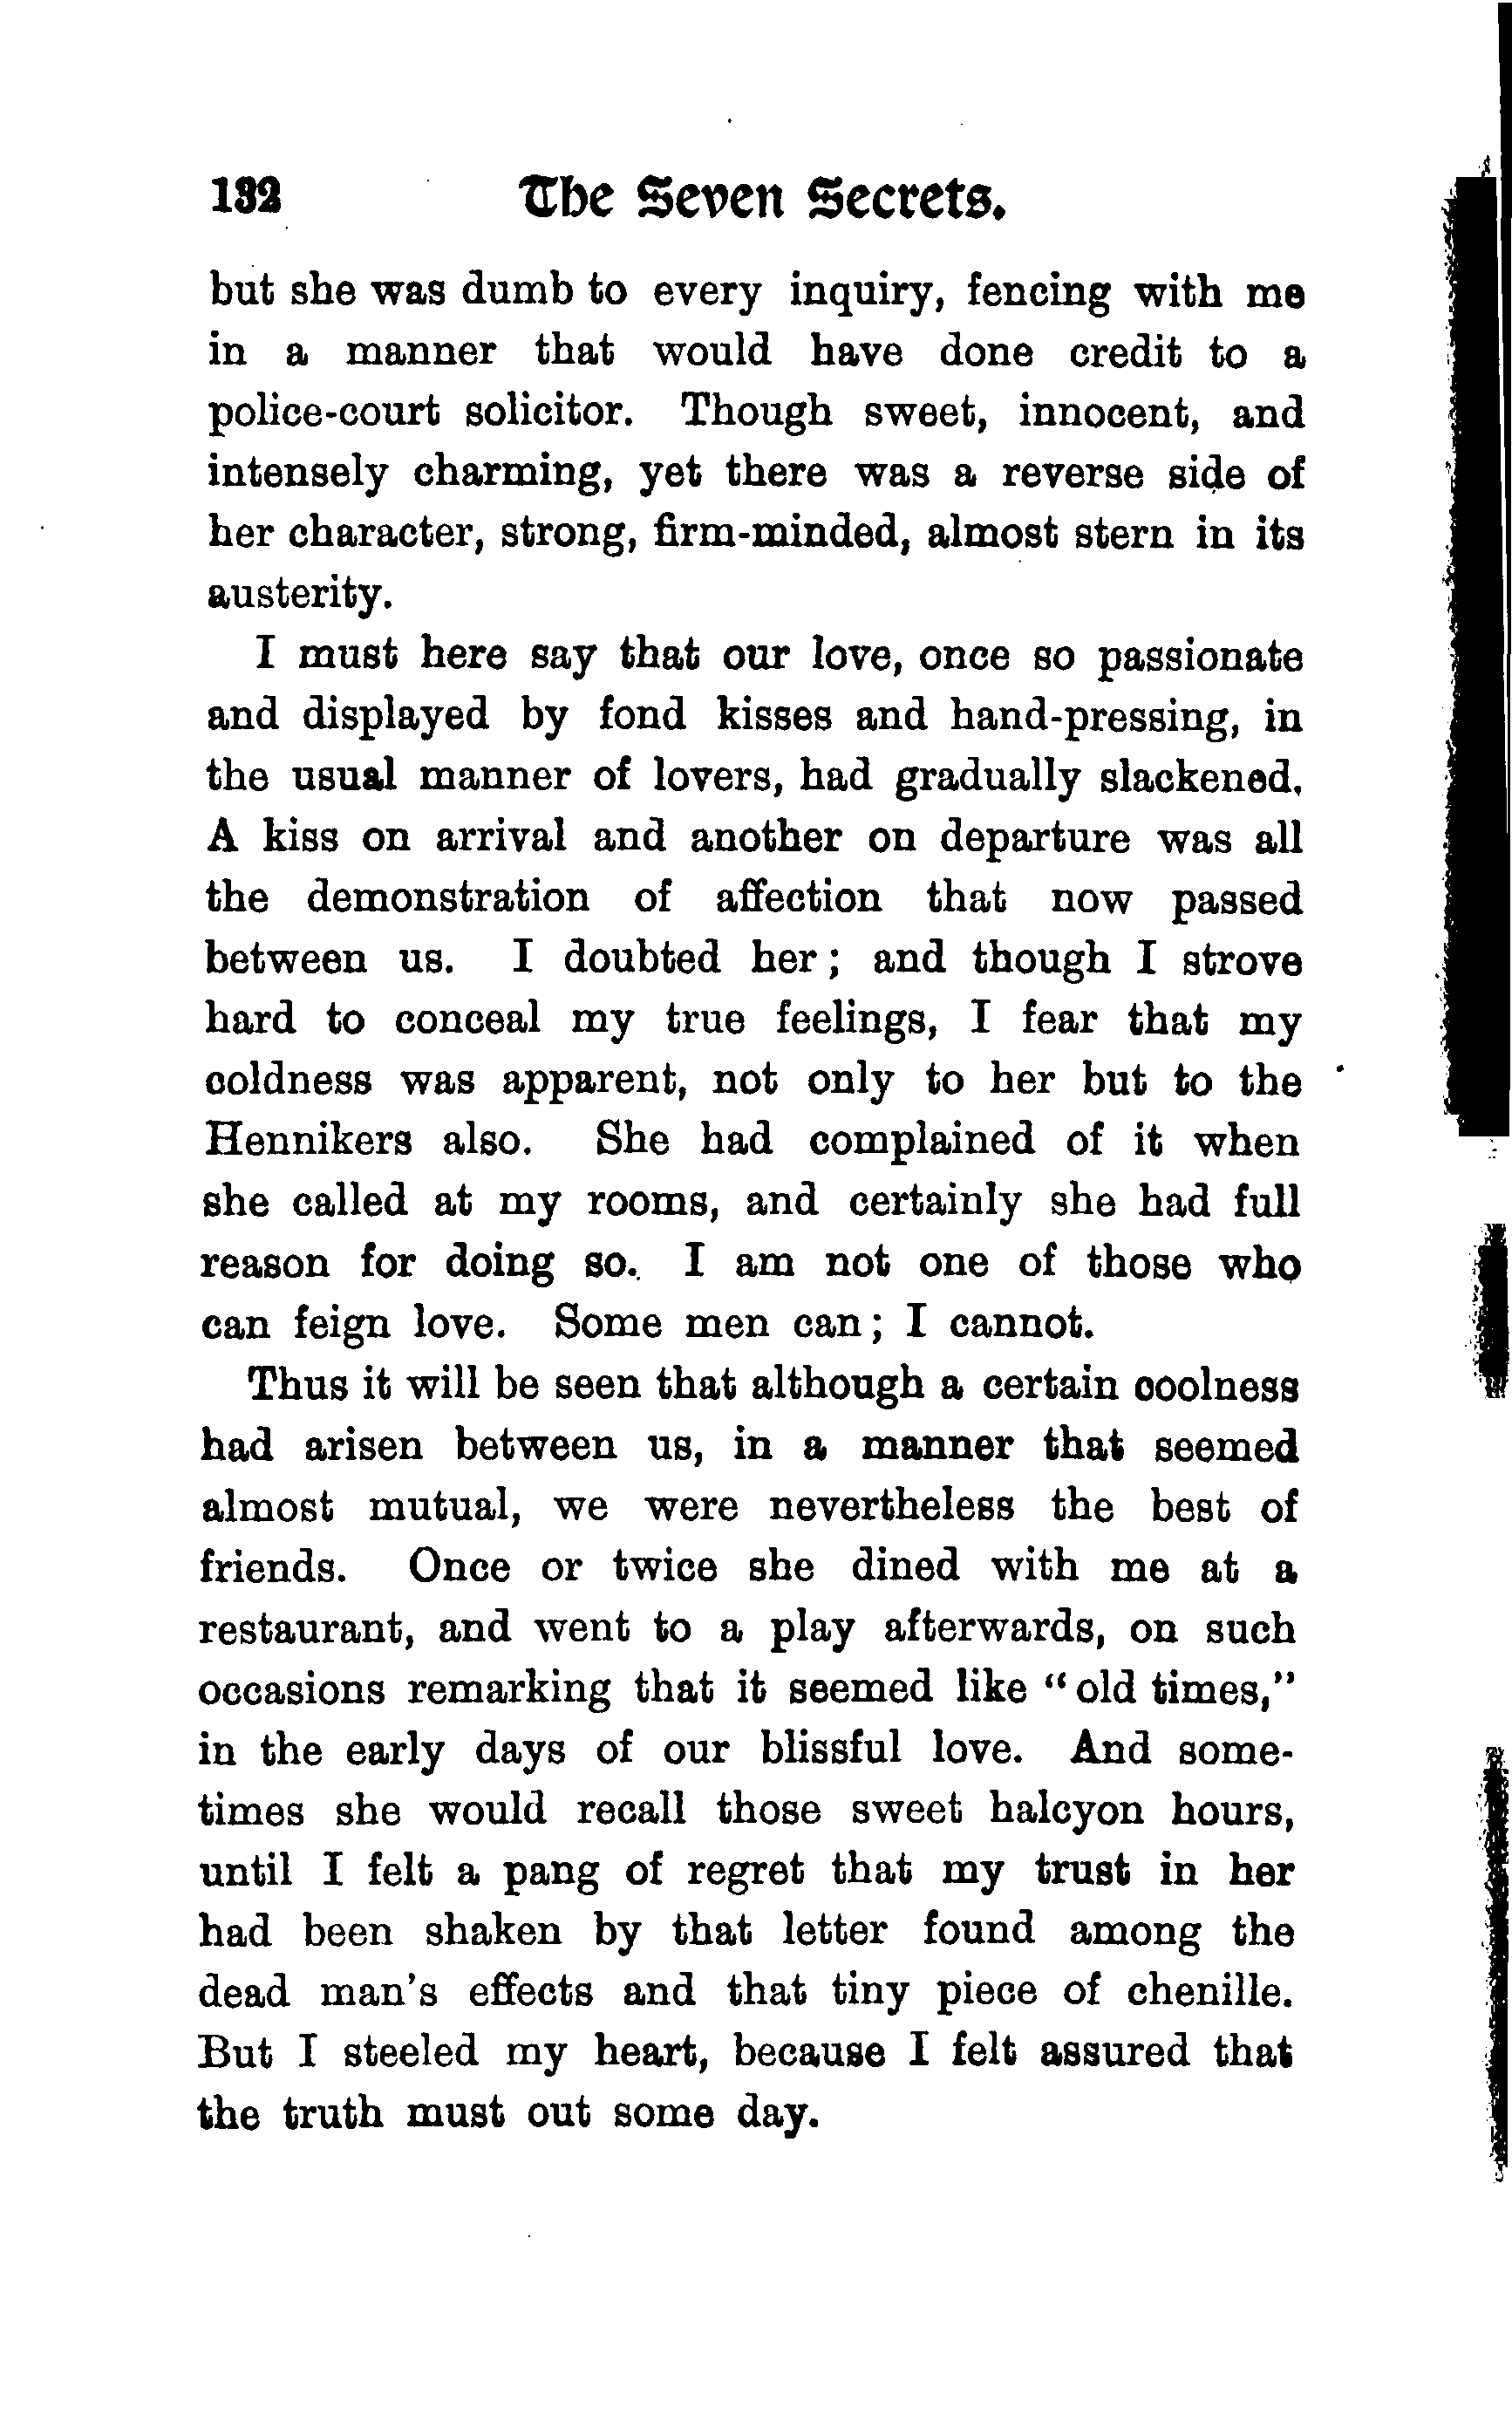 132 The Seven Secrets.
but she was dumb to every inquiry, fencing with me
in a manner that would have done credit to a
police-court solicitor. Though sweet, innocent, and
intensely charming, yet there was a reverse side of
her character, strong, firm-minded, almost stern in its
austerity.
I must here say that our love, once so passionate
and displayed by fond kisses and hand-pressing, in
the usual manner of lovers, had gradually slackened.
A kiss on arrival and another on departure was all
the demonstration of affection that now passed
between us. I doubted her; and though I strove
hard to conceal my true feelings, I fear that my
coldness was apparent, not only to her but to the
Hennikers also. She had complained of it when
she called at my rooms, and certainly she had full
reason for doing so. I am not one of those who
can feign love. Some men can; I cannot.
Thus it will be seen that although a certain coolness
had arisen between us, in a manner that seemed
almost mutual, we were nevertheless the best of
friends. Once or twice she dined with me at a
restaurant, and went to a play afterwards, on such
occasions remarking that it seemed like "old times,"
in the early days of our blissful love. And some-
times she would recall those sweet halcyon hours,
until I felt a pang of regret that my trust in her
had been shaken by that letter found among the
dead man's effects and that tiny piece of chenille.
But I steeled my heart, because I felt assured that
the truth must out some day.